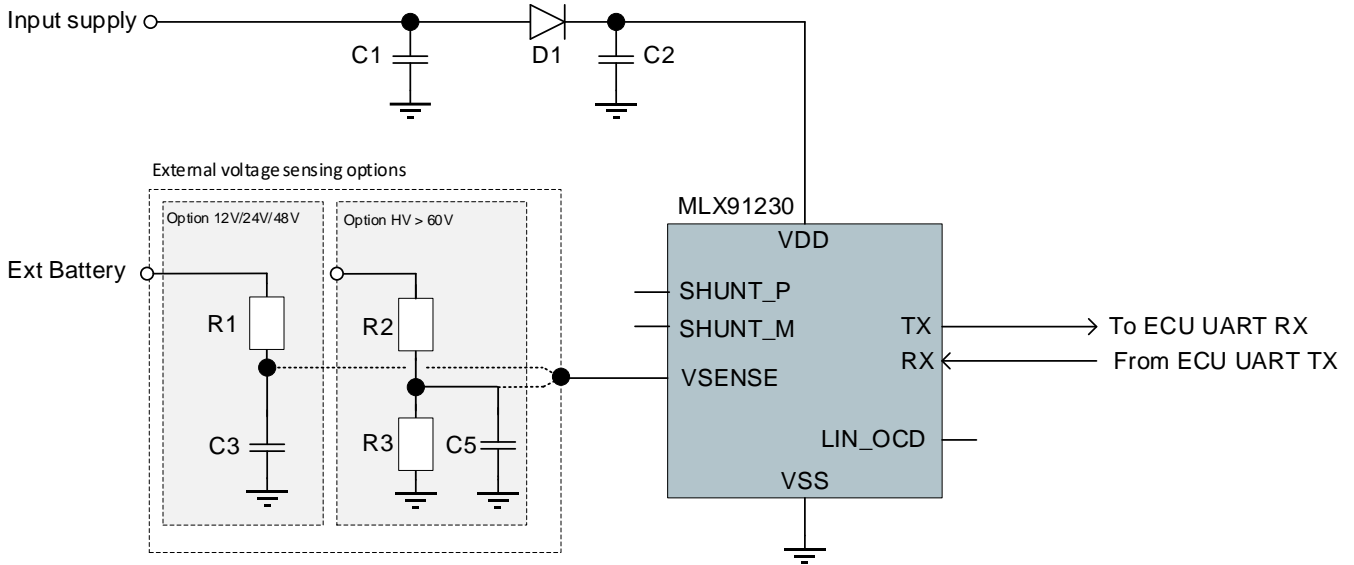 Input supply
C1
D1
C2
External voltage sensing options
Option 12V/24V/48V
Option HV > 60V
MLX91230
VDD
Ext Battery
SHUNT_P
R1
R2
SHUNT_M
TX
To ECU UART RX
RX
From ECU UART TX
VSENSE
C3
R3
C5
LIN_OCD
VSS